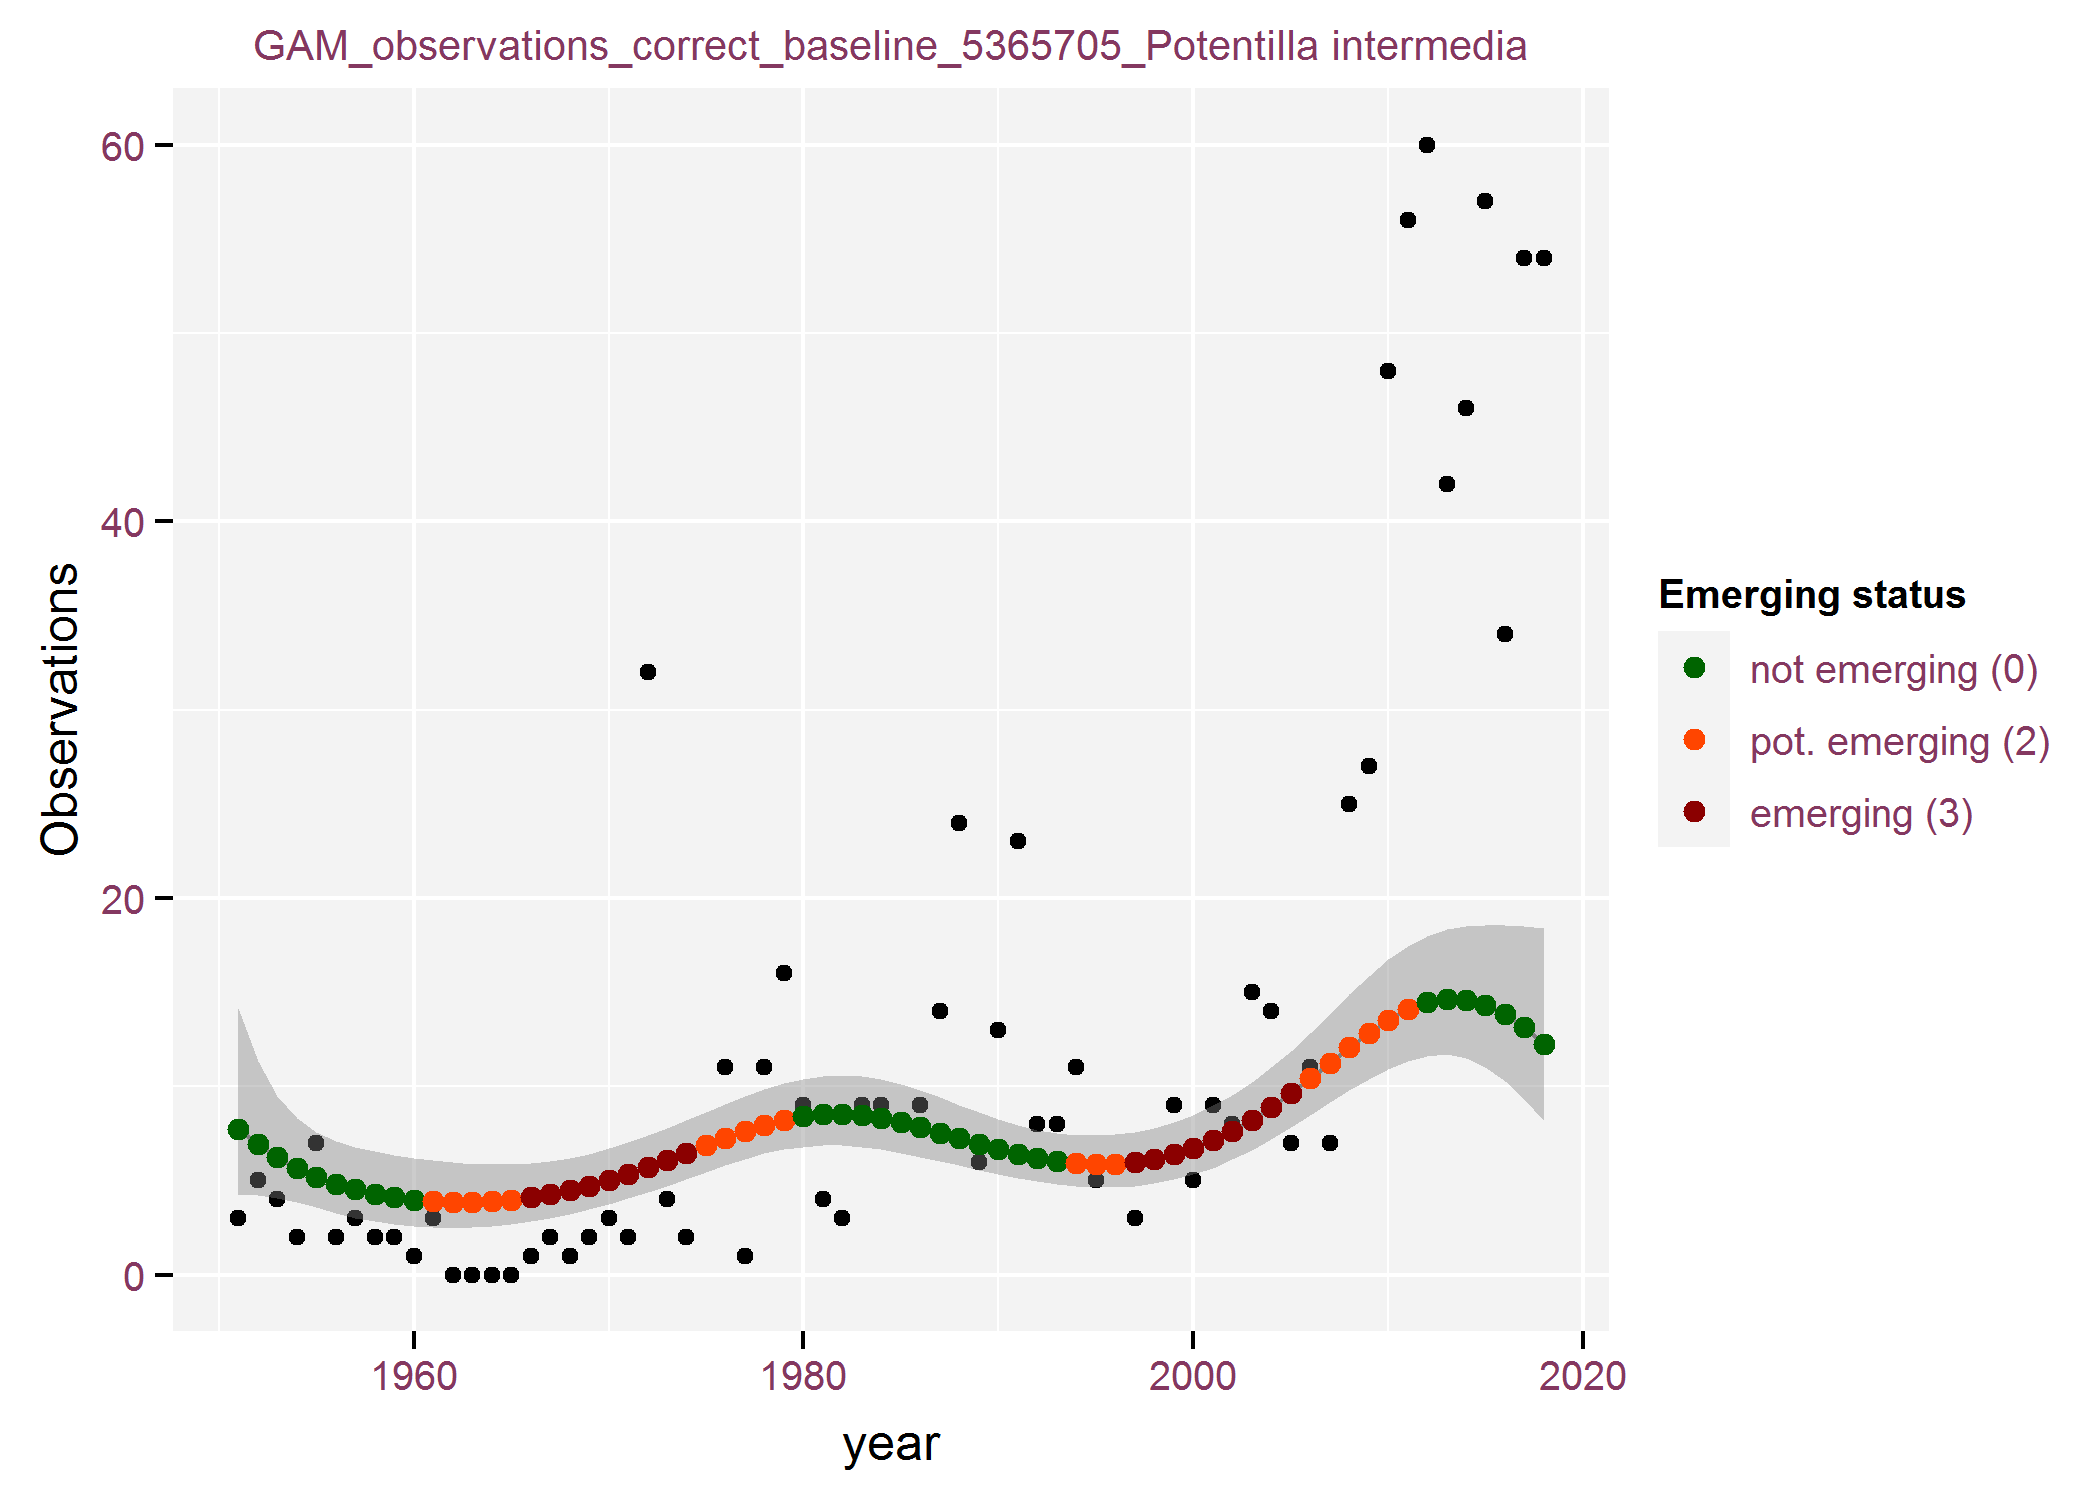 GAM_observations_correct_baseline_5365705_Potentilla intermedia
60
40
20
0
Observations
1960 1980 2000 2020
year
Emerging status
not emerging (0)
pot. emerging (2)
emerging (3)